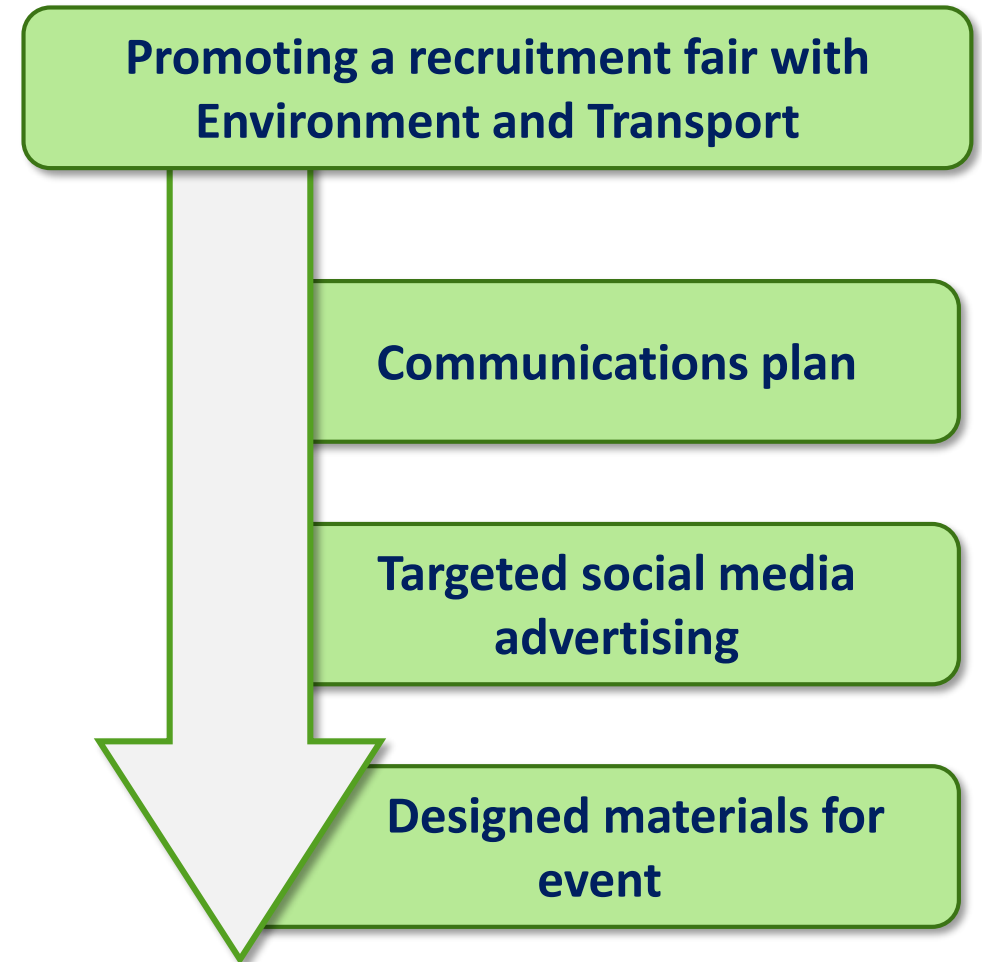 Promoting a recruitment fair with
Environment and Transport
Communications plan
Targeted social media
advertising
Designed materials for
event